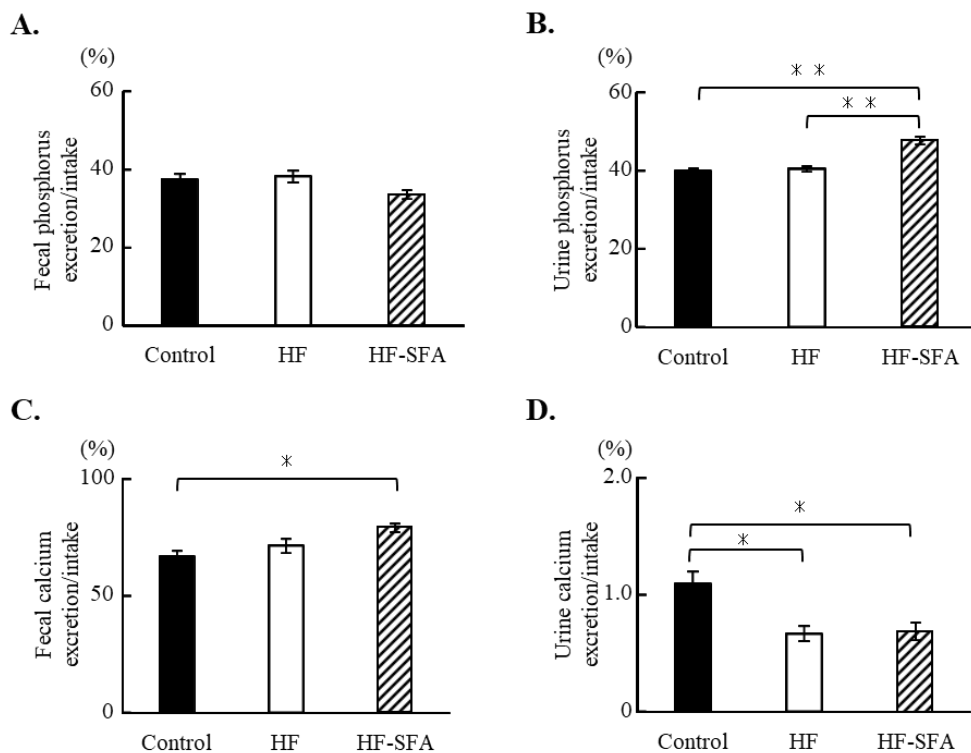 A.
(%)
60
40
20
0
Fecal phosphorus
excretion/intake
Control HF HF-SFA
B.
(%)
60
40
20
0
Urine phosphorus
excretion/intake
* *
* *
Control HF HF-SFA
C.
(%)
100
50
0
Fecal calcium
excretion/intake
*
Control HF HF-SFA
D.
(%)
2.0
1.0
0
Urine calcium
excretion/intake
*
*
Control HF HF-SFA